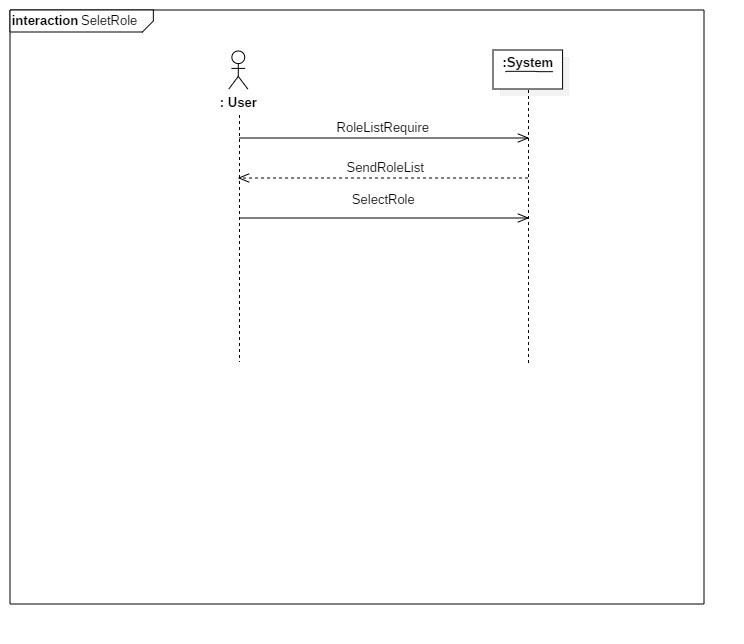 interaction SeletRole
: User
:System
RoleListRequire
SendRoleList
SelectRole